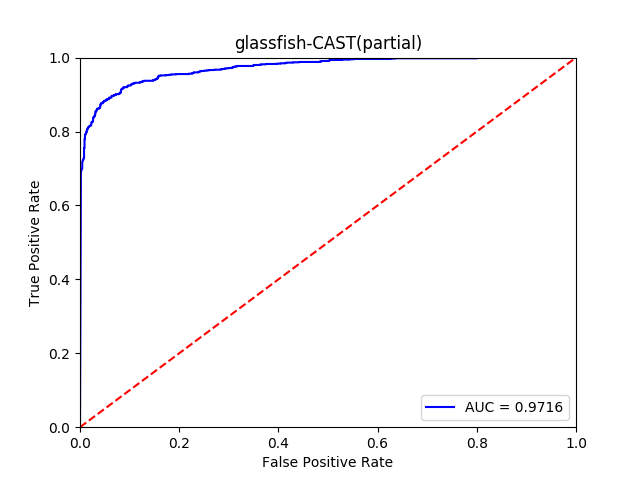 glassfish-CAST(partial)
True Positive Rate
1.0
0.8
0.6
0.4
0.2
0.0
AUC = 0.9716
0.0 0.2 0.4 0.6 0.8 1.0
False Positive Rate